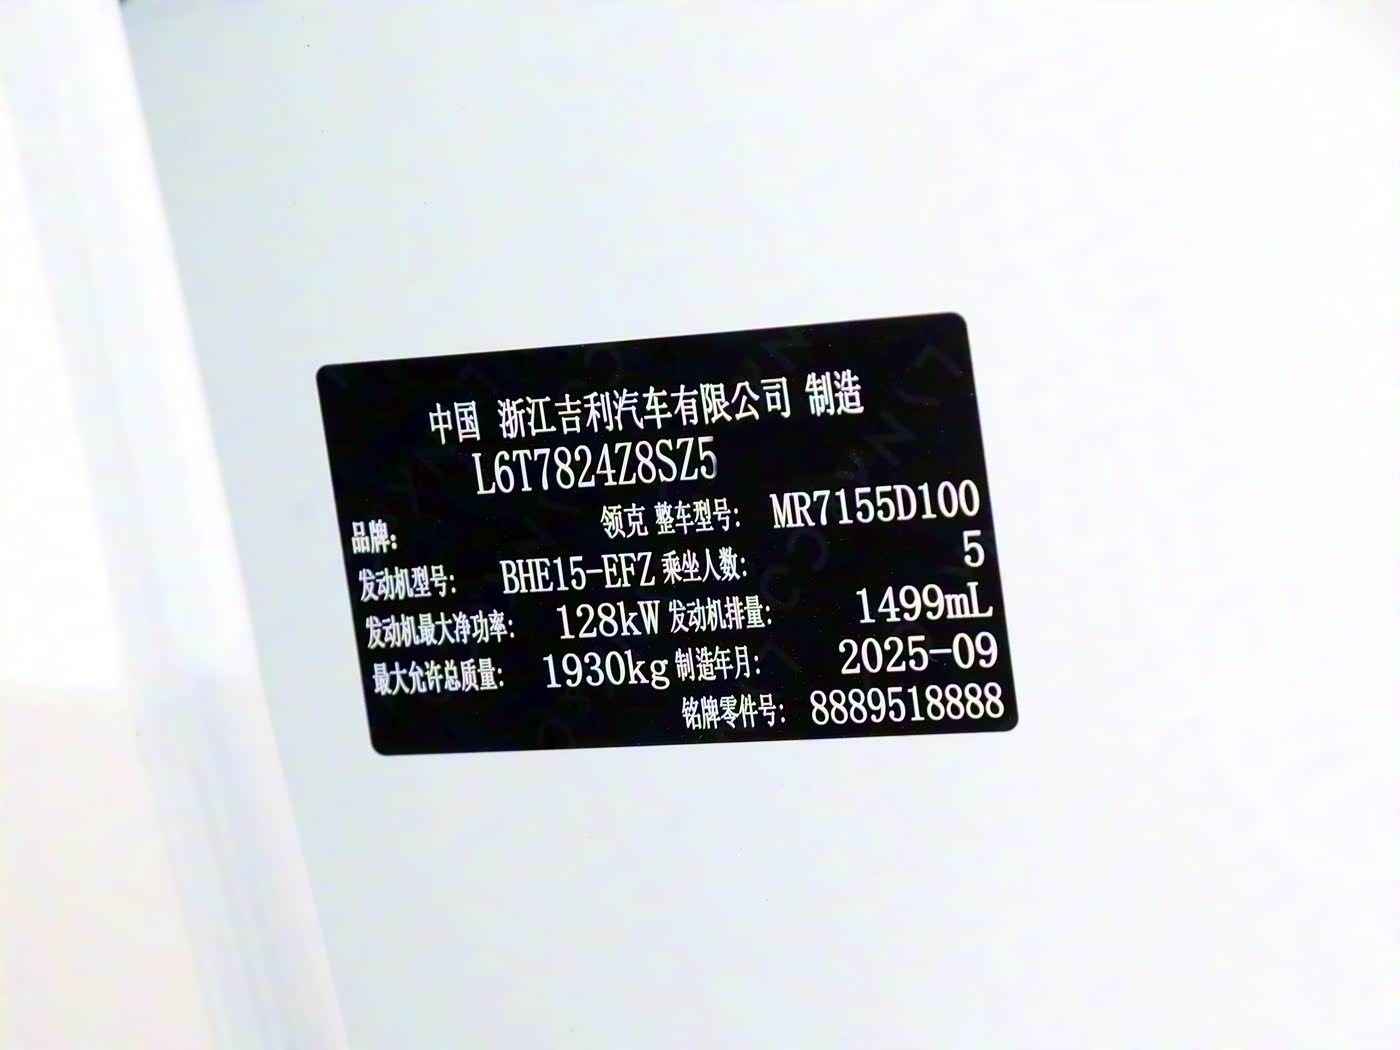 中国 浙江吉利汽车有限公司 制造
L6T7824Z8SZ5
品牌: 领克 整车型号: MR7155D100
发动机型号: BHE15-EFZ 乘坐人数: 5
发动机最大净功率: 128kW 发动机排量: 1499mL
最大允许总质量: 1930kg 制造年月: 2025-09
铭牌零件号: 8889518888